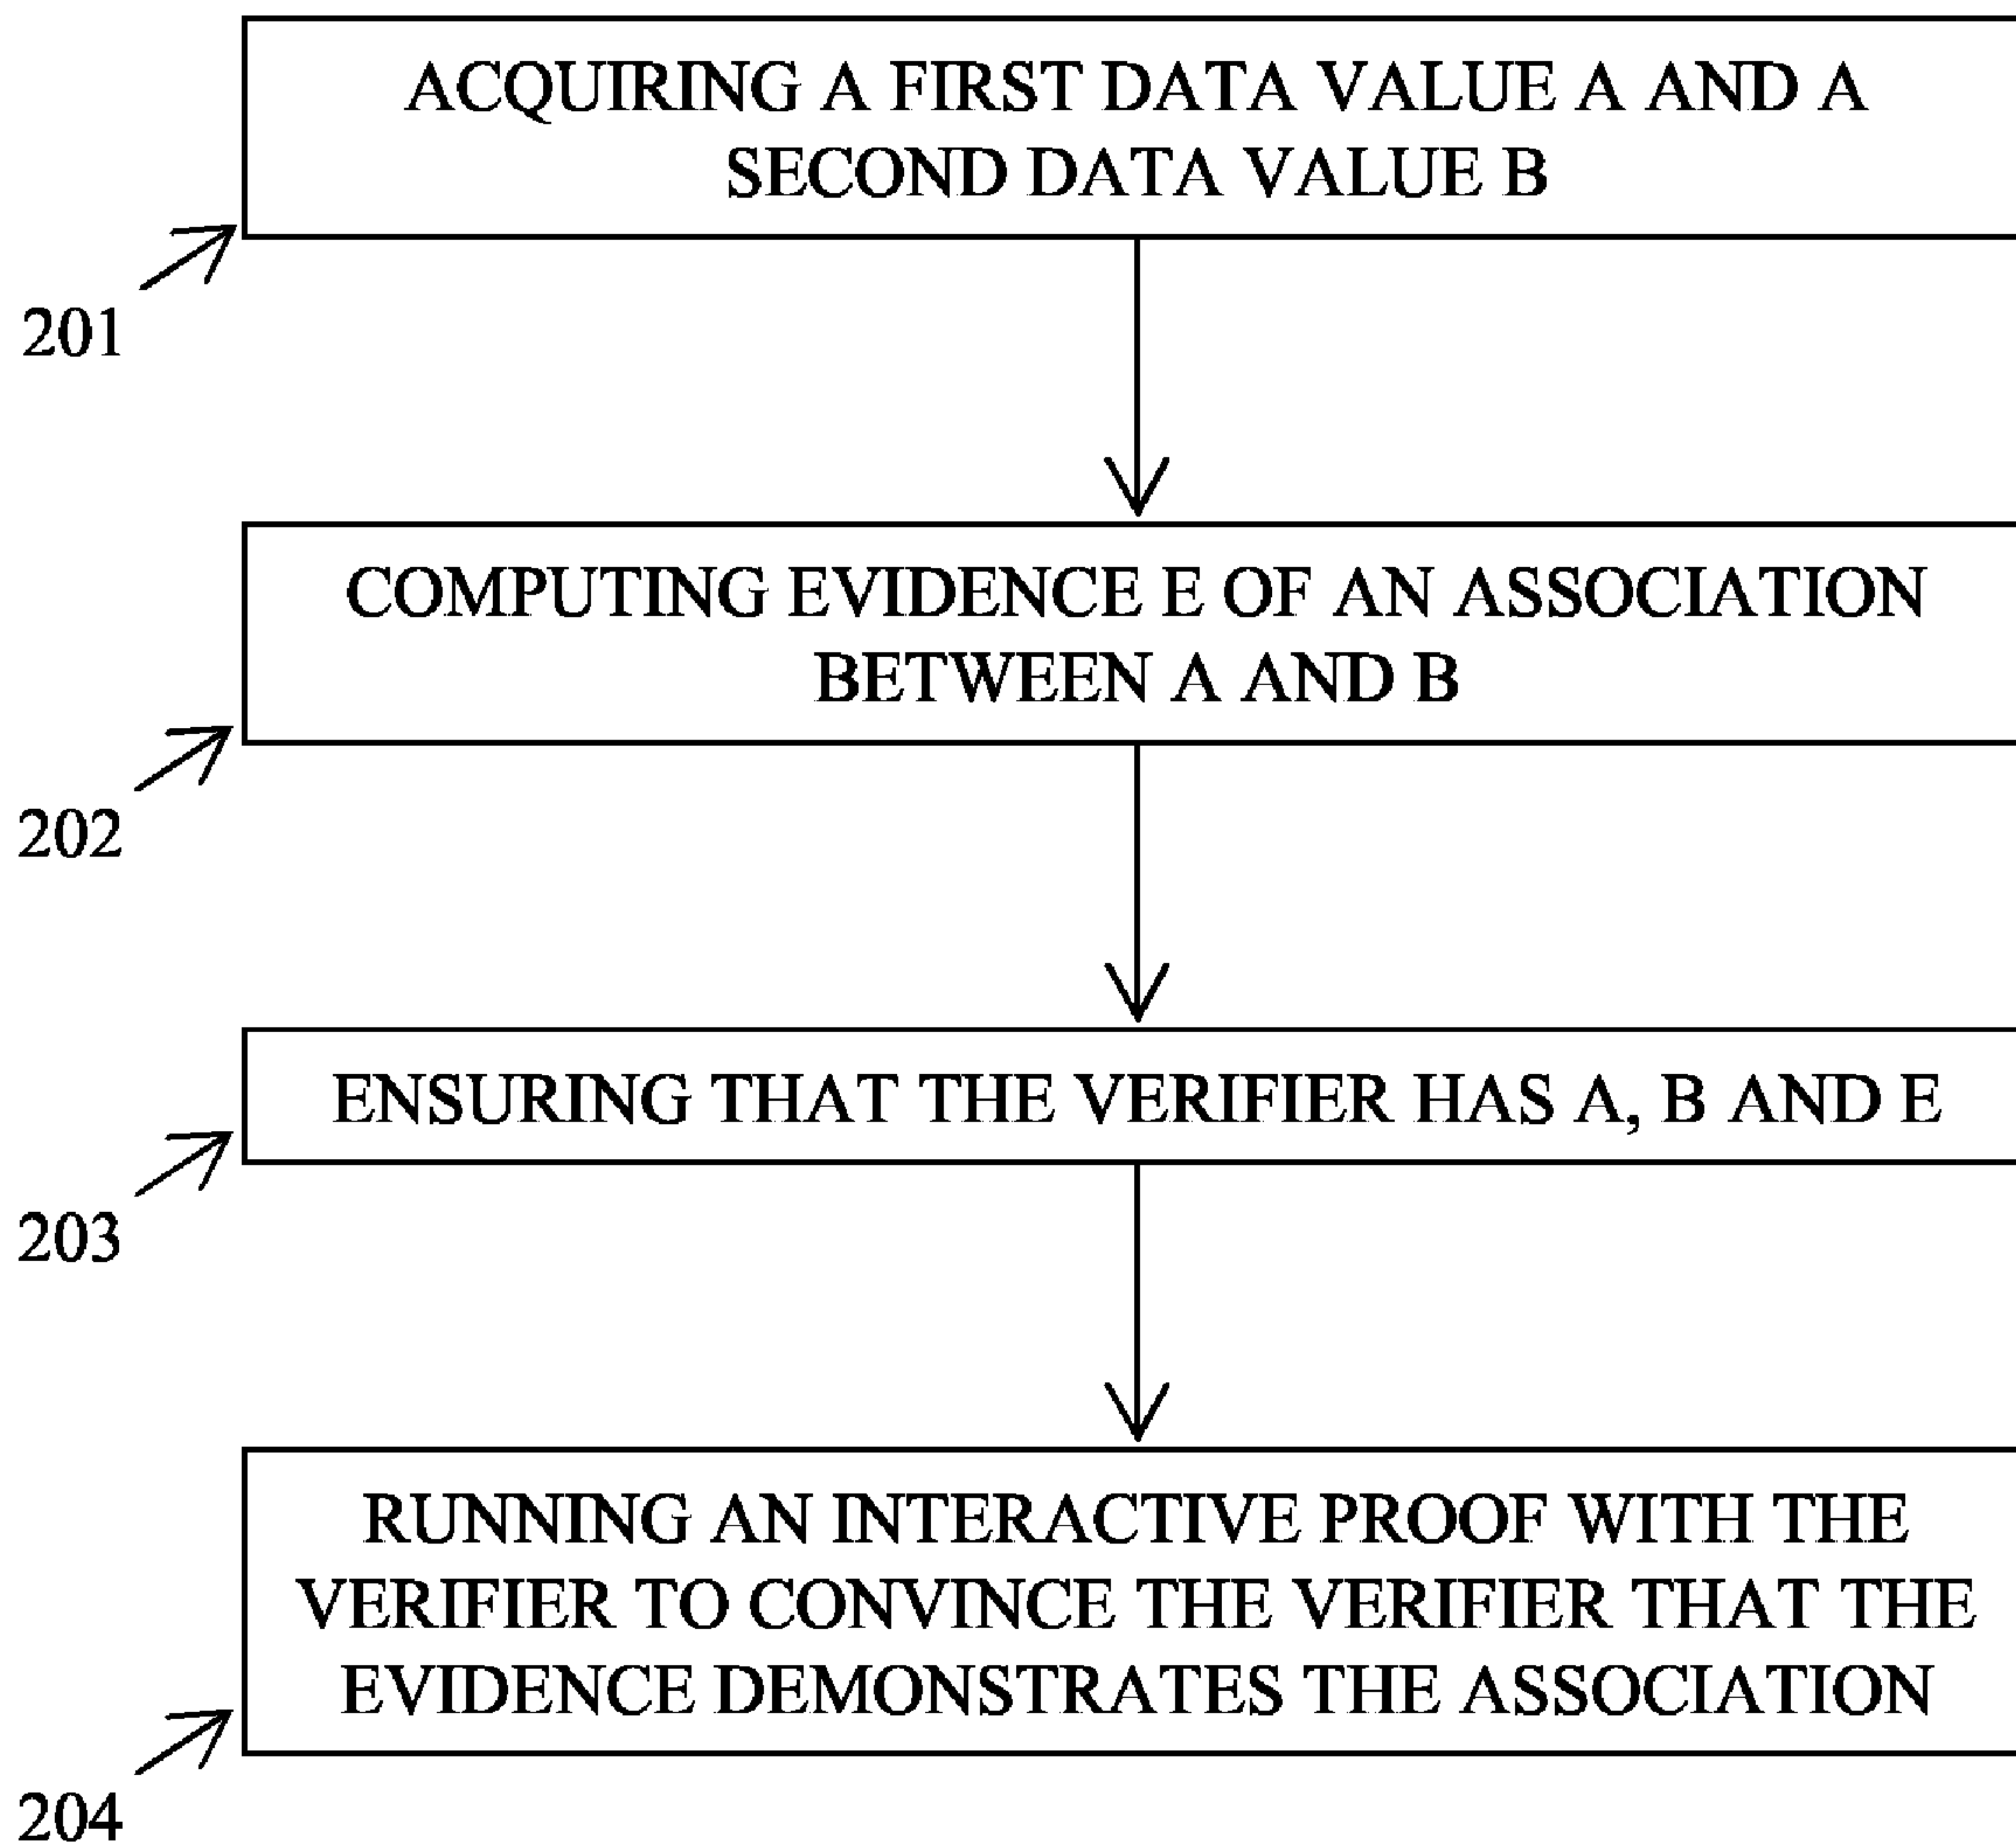 ACQUIRING A FIRST DATA VALUE A AND A
SECOND DATA VALUE B
201
COMPUTING EVIDENCE E OF AN ASSOCIATION
BETWEEN A AND B
202
ENSURING THAT THE VERIFIER HAS A, B AND E
203
RUNNING AN INTERACTIVE PROOF WITH THE
VERIFIER TO CONVINCE THE VERIFIER THAT THE
EVIDENCE DEMONSTRATES THE ASSOCIATION
204